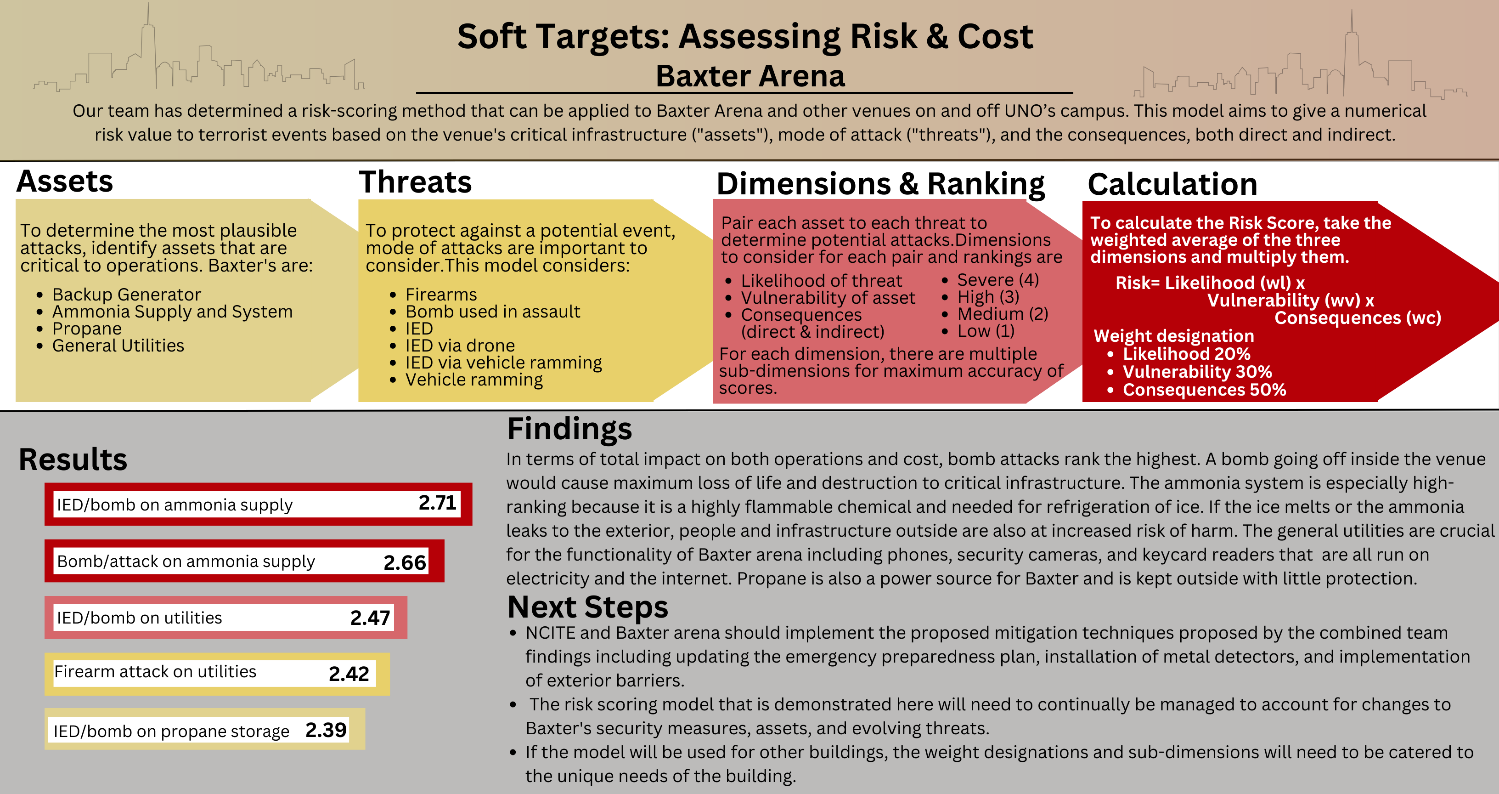 Soft Targets: Assessing Risk & Cost
Baxter Arena
Our team has determined a risk-scoring method that can be applied to Baxter Arena and other venues on and off UNO's campus. This model aims to give a numerical
risk value to terrorist events based on the venue's critical infrastructure ("assets"), mode of attack ("threats"), and the consequences, both direct and indirect.
Assets
To determine the most plausible
attacks, identify assets that are
critical to operations. Baxter's are:
• Backup Generator
• Ammonia Supply and System
• Propane
• General Utilities
Threats
To protect against a potential event,
mode of attacks are important to
consider.This model considers:
• Firearms
• Bomb used in assault
• IED
• IED via drone
• IED via vehicle ramming
• Vehicle ramming
Dimensions & Ranking
Pair each asset to each threat to
determine potential attacks.Dimensions
to consider for each pair and rankings are
• Likelihood of threat
• Vulnerability of asset
• Consequences
(direct & indirect)
• Severe (4)
• High (3)
• Medium (2)
• Low (1)
For each dimension, there are multiple
sub-dimensions for maximum accuracy of
scores.
Calculation
To calculate the Risk Score, take the
weighted average of the three
dimensions and multiply them.
Risk= Likelihood (wl) x
Vulnerability (wv) x
Consequences (wc)
Weight designation
• Likelihood 20%
• Vulnerability 30%
• Consequences 50%
Results
IED/bomb on ammonia supply 2.71
Bomb/attack on ammonia supply 2.66
IED/bomb on utilities 2.47
Firearm attack on utilities 2.42
IED/bomb on propane storage 2.39
Findings
In terms of total impact on both operations and cost, bomb attacks rank the highest. A bomb going off inside the venue
would cause maximum loss of life and destruction to critical infrastructure. The ammonia system is especially high-
ranking because it is a highly flammable chemical and needed for refrigeration of ice. If the ice melts or the ammonia
leaks to the exterior, people and infrastructure outside are also at increased risk of harm. The general utilities are crucial
for the functionality of Baxter arena including phones, security cameras, and keycard readers that are all run on
electricity and the internet. Propane is also a power source for Baxter and is kept outside with little protection.
Next Steps
• NCITE and Baxter arena should implement the proposed mitigation techniques proposed by the combined team
findings including updating the emergency preparedness plan, installation of metal detectors, and implementation
of exterior barriers.
• The risk scoring model that is demonstrated here will need to continually be managed to account for changes to
Baxter's security measures, assets, and evolving threats.
• If the model will be used for other buildings, the weight designations and sub-dimensions will need to be catered to
the unique needs of the building.